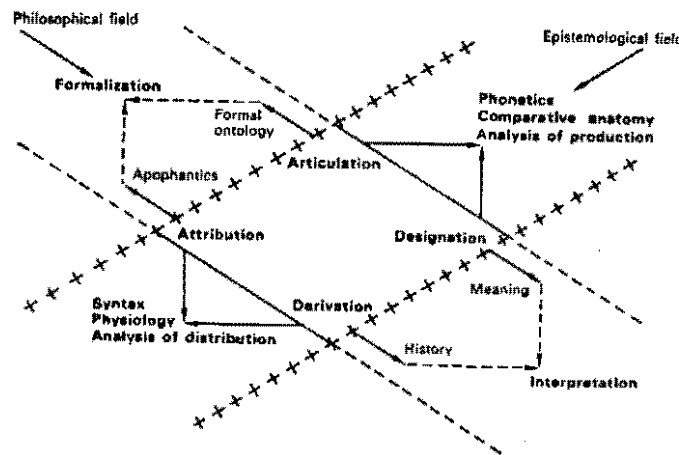 Philosophical field
Epistemological field
Formalization
Formal
ontology
Phonetics
Comparative anatomy
Analysis of production
Articulation
Apophantics
Attribution
Designation
Meaning
Syntax
Physiology
Analysis of distribution
Derivation
History
Interpretation